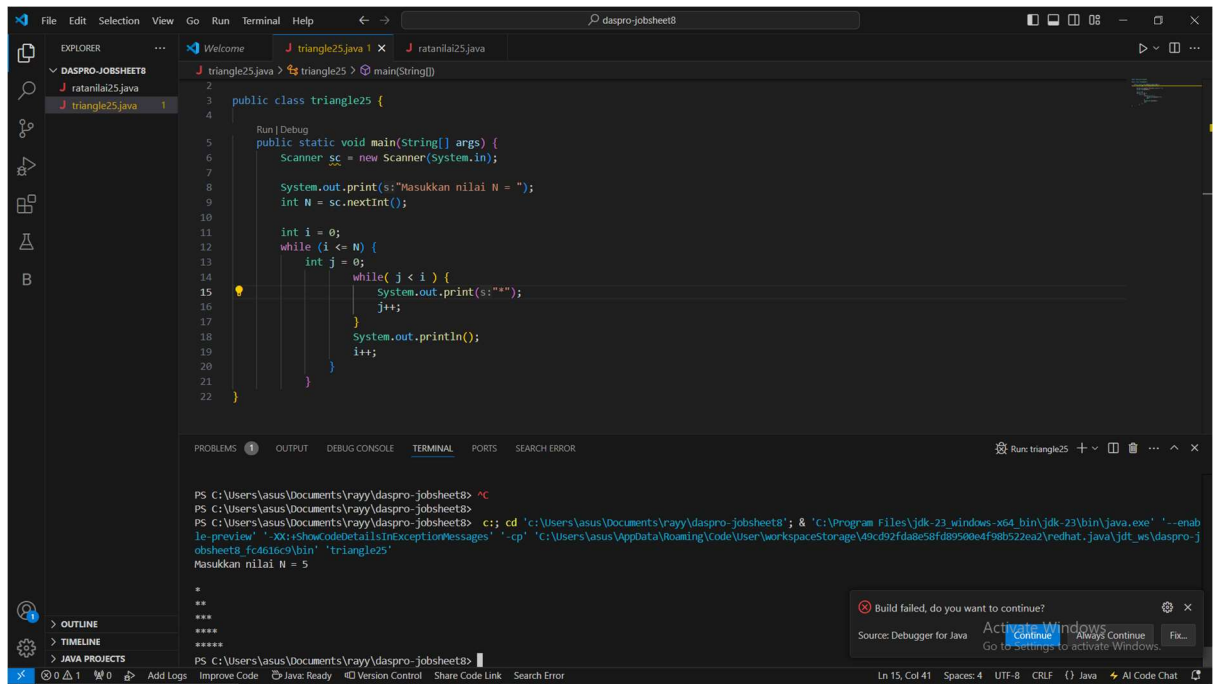 File Edit Selection View Go Run Terminal Help
daspro-jobsheet8
EXPLORER
Welcome
triangle25.java 1
ratanilai25.java
DASPRO-JOBSHEET8
ratanilai25.java
triangle25.java 1
triangle25.java > triangle25 > main(String[])
2
3 public class triangle25 {
4
Run | Debug
5 public static void main(String[] args) {
6 Scanner sc = new Scanner(System.in);
7
8 System.out.print(s:"Masukkan nilai N = ");
9 int N = sc.nextInt();
10
11 int i = 0;
12 while (i <= N) {
13 int j = 0;
14 while( j < i ) {
15 System.out.print(s:"*");
16 j++;
17 }
18 System.out.println();
19 i++;
20 }
21 }
22 }
PROBLEMS 1 OUTPUT DEBUG CONSOLE TERMINAL PORTS SEARCH ERROR
Run: triangle25
PS C:\Users\asus\Documents\rayy\daspro-jobsheet8> ^C
PS C:\Users\asus\Documents\rayy\daspro-jobsheet8>
PS C:\Users\asus\Documents\rayy\daspro-jobsheet8> c:; cd 'c:\Users\asus\Documents\rayy\daspro-jobsheet8'; & 'C:\Program Files\jdk-23_windows-x64_bin\jdk-23\bin\java.exe' '--enab
le-preview' '-XX:+ShowCodeDetailsInExceptionMessages' '-cp' 'C:\Users\asus\AppData\Roaming\Code\User\workspaceStorage\49cd92fda8e58fd89500e4f98b522ea2\redhat.java\jdt_ws\daspro-j
obsheet8_fc4616c9\bin' 'triangle25'
Masukkan nilai N = 5
*
**
***
****
*****
PS C:\Users\asus\Documents\rayy\daspro-jobsheet8>
Build failed, do you want to continue?
Source: Debugger for Java
Continue
Always Continue
Fix...
Activate Windows
Go to Settings to activate Windows.
OUTLINE
TIMELINE
JAVA PROJECTS
0 1 0 Add Logs Improve Code Java: Ready Version Control Share Code Link Search Error
Ln 15, Col 41 Spaces: 4 UTF-8 CRLF {} Java AI Code Chat